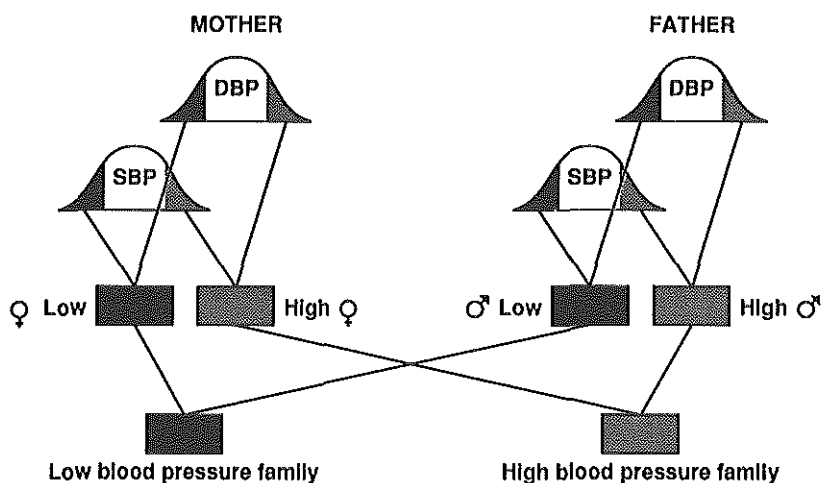 MOTHER FATHER
DBP DBP
SBP SBP
♀ Low High ♀ ♂ Low High ♂
Low blood pressure family High blood pressure family